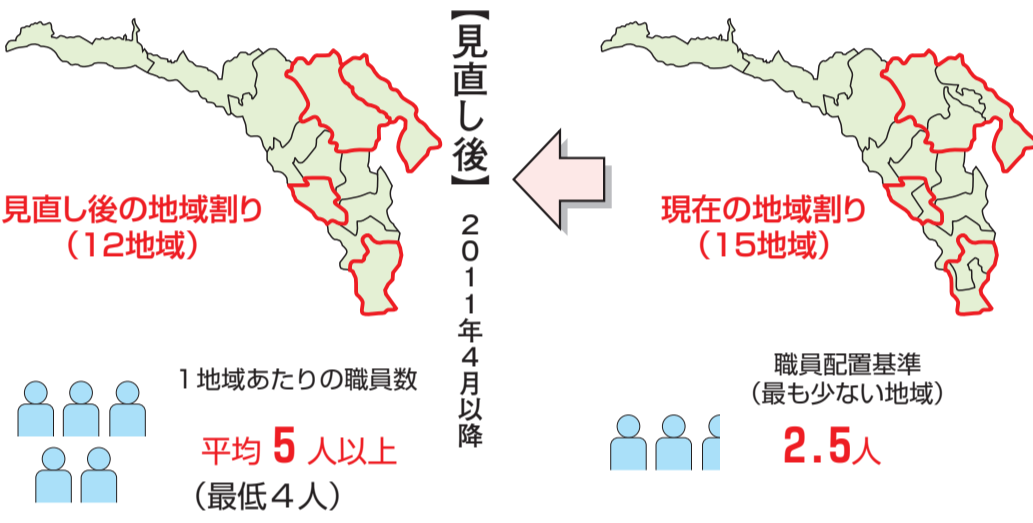 現在の地域割り
（15地域）
職員配置基準
（最も少ない地域）
2.5人
【見直し後】 2011年4月以降
見直し後の地域割り
（12地域）
1地域あたりの職員数
平均 5 人以上
（最低4人）